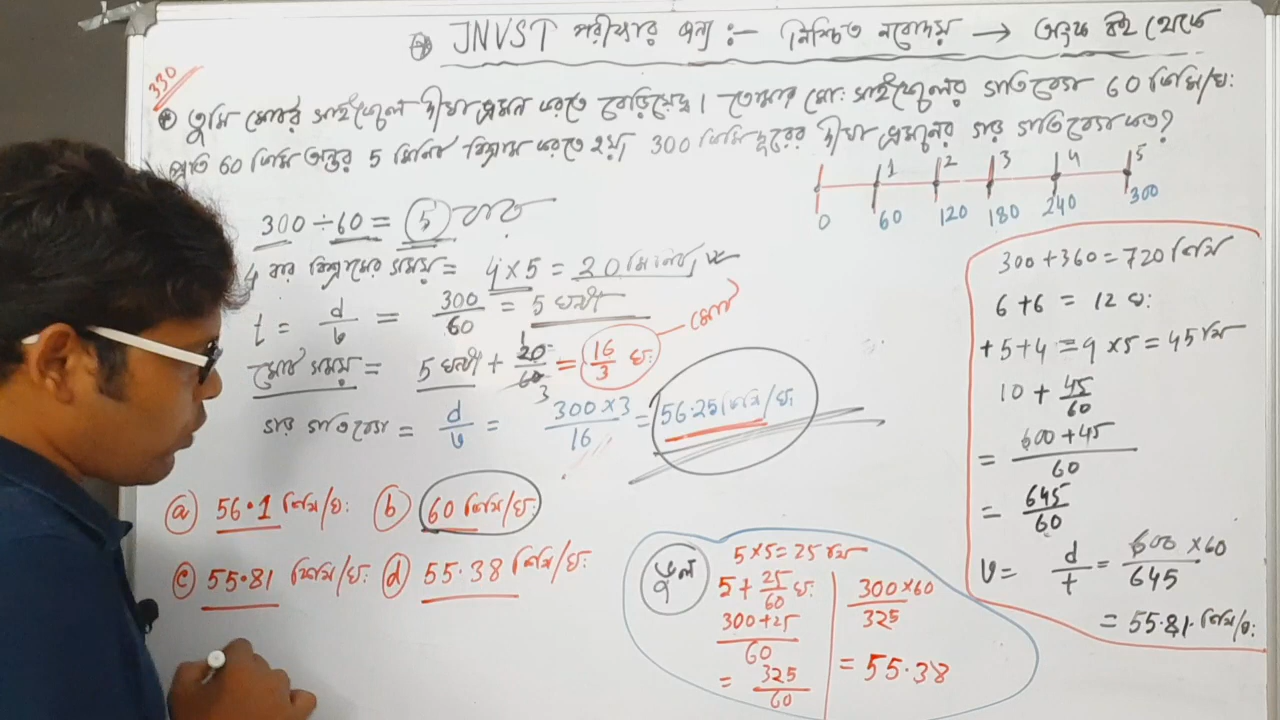 JNVST পরীক্ষার জন্য :— নিশ্চিত নবোদয় → অঙ্ক বই থেকে
330
তুমি মোটর সাইকেলে দীঘা ভ্রমন করতে বেড়িয়েছ। তোমার মো: সাইকেলের গতিবেগ 60 কিমি/ঘ:
প্রতি 60 কিমি অন্তর 5 মিনিট বিশ্রাম করতে হয়। 300 কিমি দূরের দীঘা ভ্রমনের গড় গতিবেগ কত?
1 2 3 4 5
0 60 120 180 240 300
300 ÷ 60 = 5 বার
4 বার বিশ্রামের সময় = 4 × 5 = 20 মিনিট
t = d/v = 300/60 = 5 ঘন্টা
মোট সময় = 5 ঘন্টা + 20/60 = 16/3 ঘ:
1
3
মোট
গড় গতিবেগ = d/v = 300×3/16 = 56.25 কিমি/ঘ:
(a) 56.1 কিমি/ঘ: (b) 60 কিমি/ঘ:
(c) 55.81 কিমি/ঘ: (d) 55.38 কিমি/ঘ:
ভুল
5×5 = 25 মি
5 + 25/60 ঘ:
300+25/60
= 325/60
300×60/325
= 55.38
300 + 360 = 720 কিমি
6 + 6 = 12 ঘ:
+ 5 + 4 = 9 × 5 = 45 মি
10 + 45/60
= 600+45/60
= 645/60
v = d/t = 600×60/645
= 55.81 কিমি/ঘ: